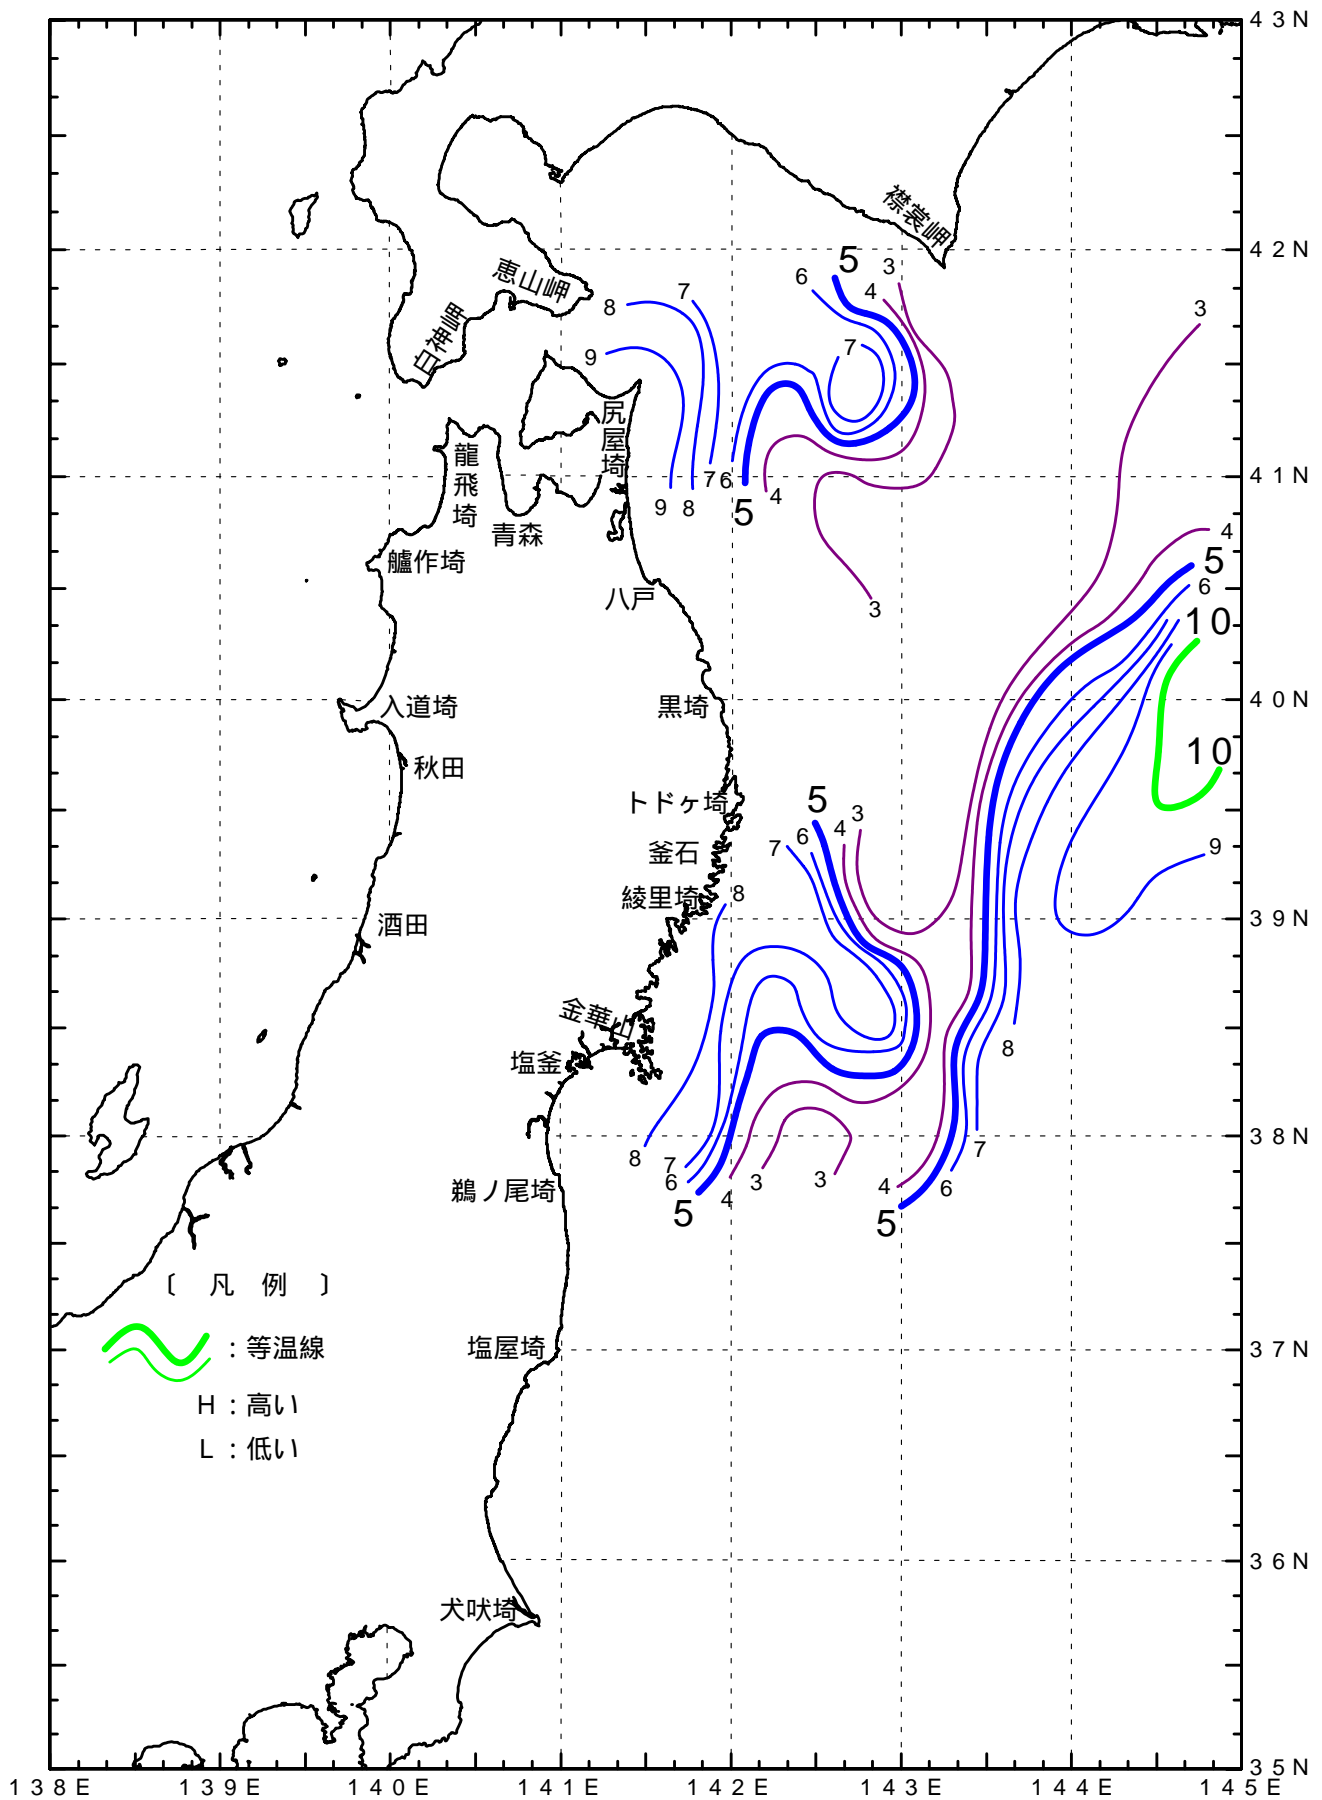 43N
襟裳岬
42N
恵山岬
5
3
6
4
8
7
3
白神岬
9
7
尻屋埼
龍飛埼
41N
7
6
4
9
8
5
青森
4
艫作埼
5
6
八戸
3
10
40N
入道埼
黒埼
10
秋田
トドヶ埼
5
3
4
6
7
釜石
9
綾里埼
8
39N
酒田
金華山
塩釜
8
38N
8
7
7
6
4
3
3
4
6
鵜ノ尾埼
5
5
〔 凡 例 〕
：等温線
塩屋埼
37N
H：高い
L：低い
36N
犬吠埼
35N
138E 139E 140E 141E 142E 143E 144E 145E